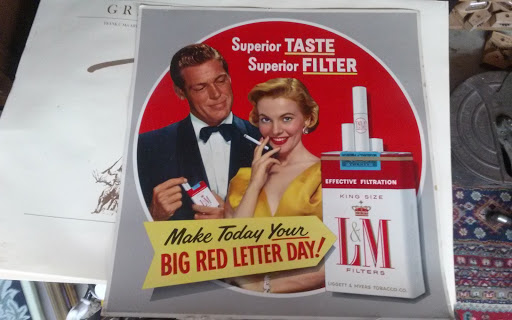 GR
Superior TASTE
Superior FILTER
EFFECTIVE FILTRATION
KING SIZE
L&M
FILTERS
LIGGETT & MYERS TOBACCO CO.
Make Today Your
BIG RED LETTER DAY!